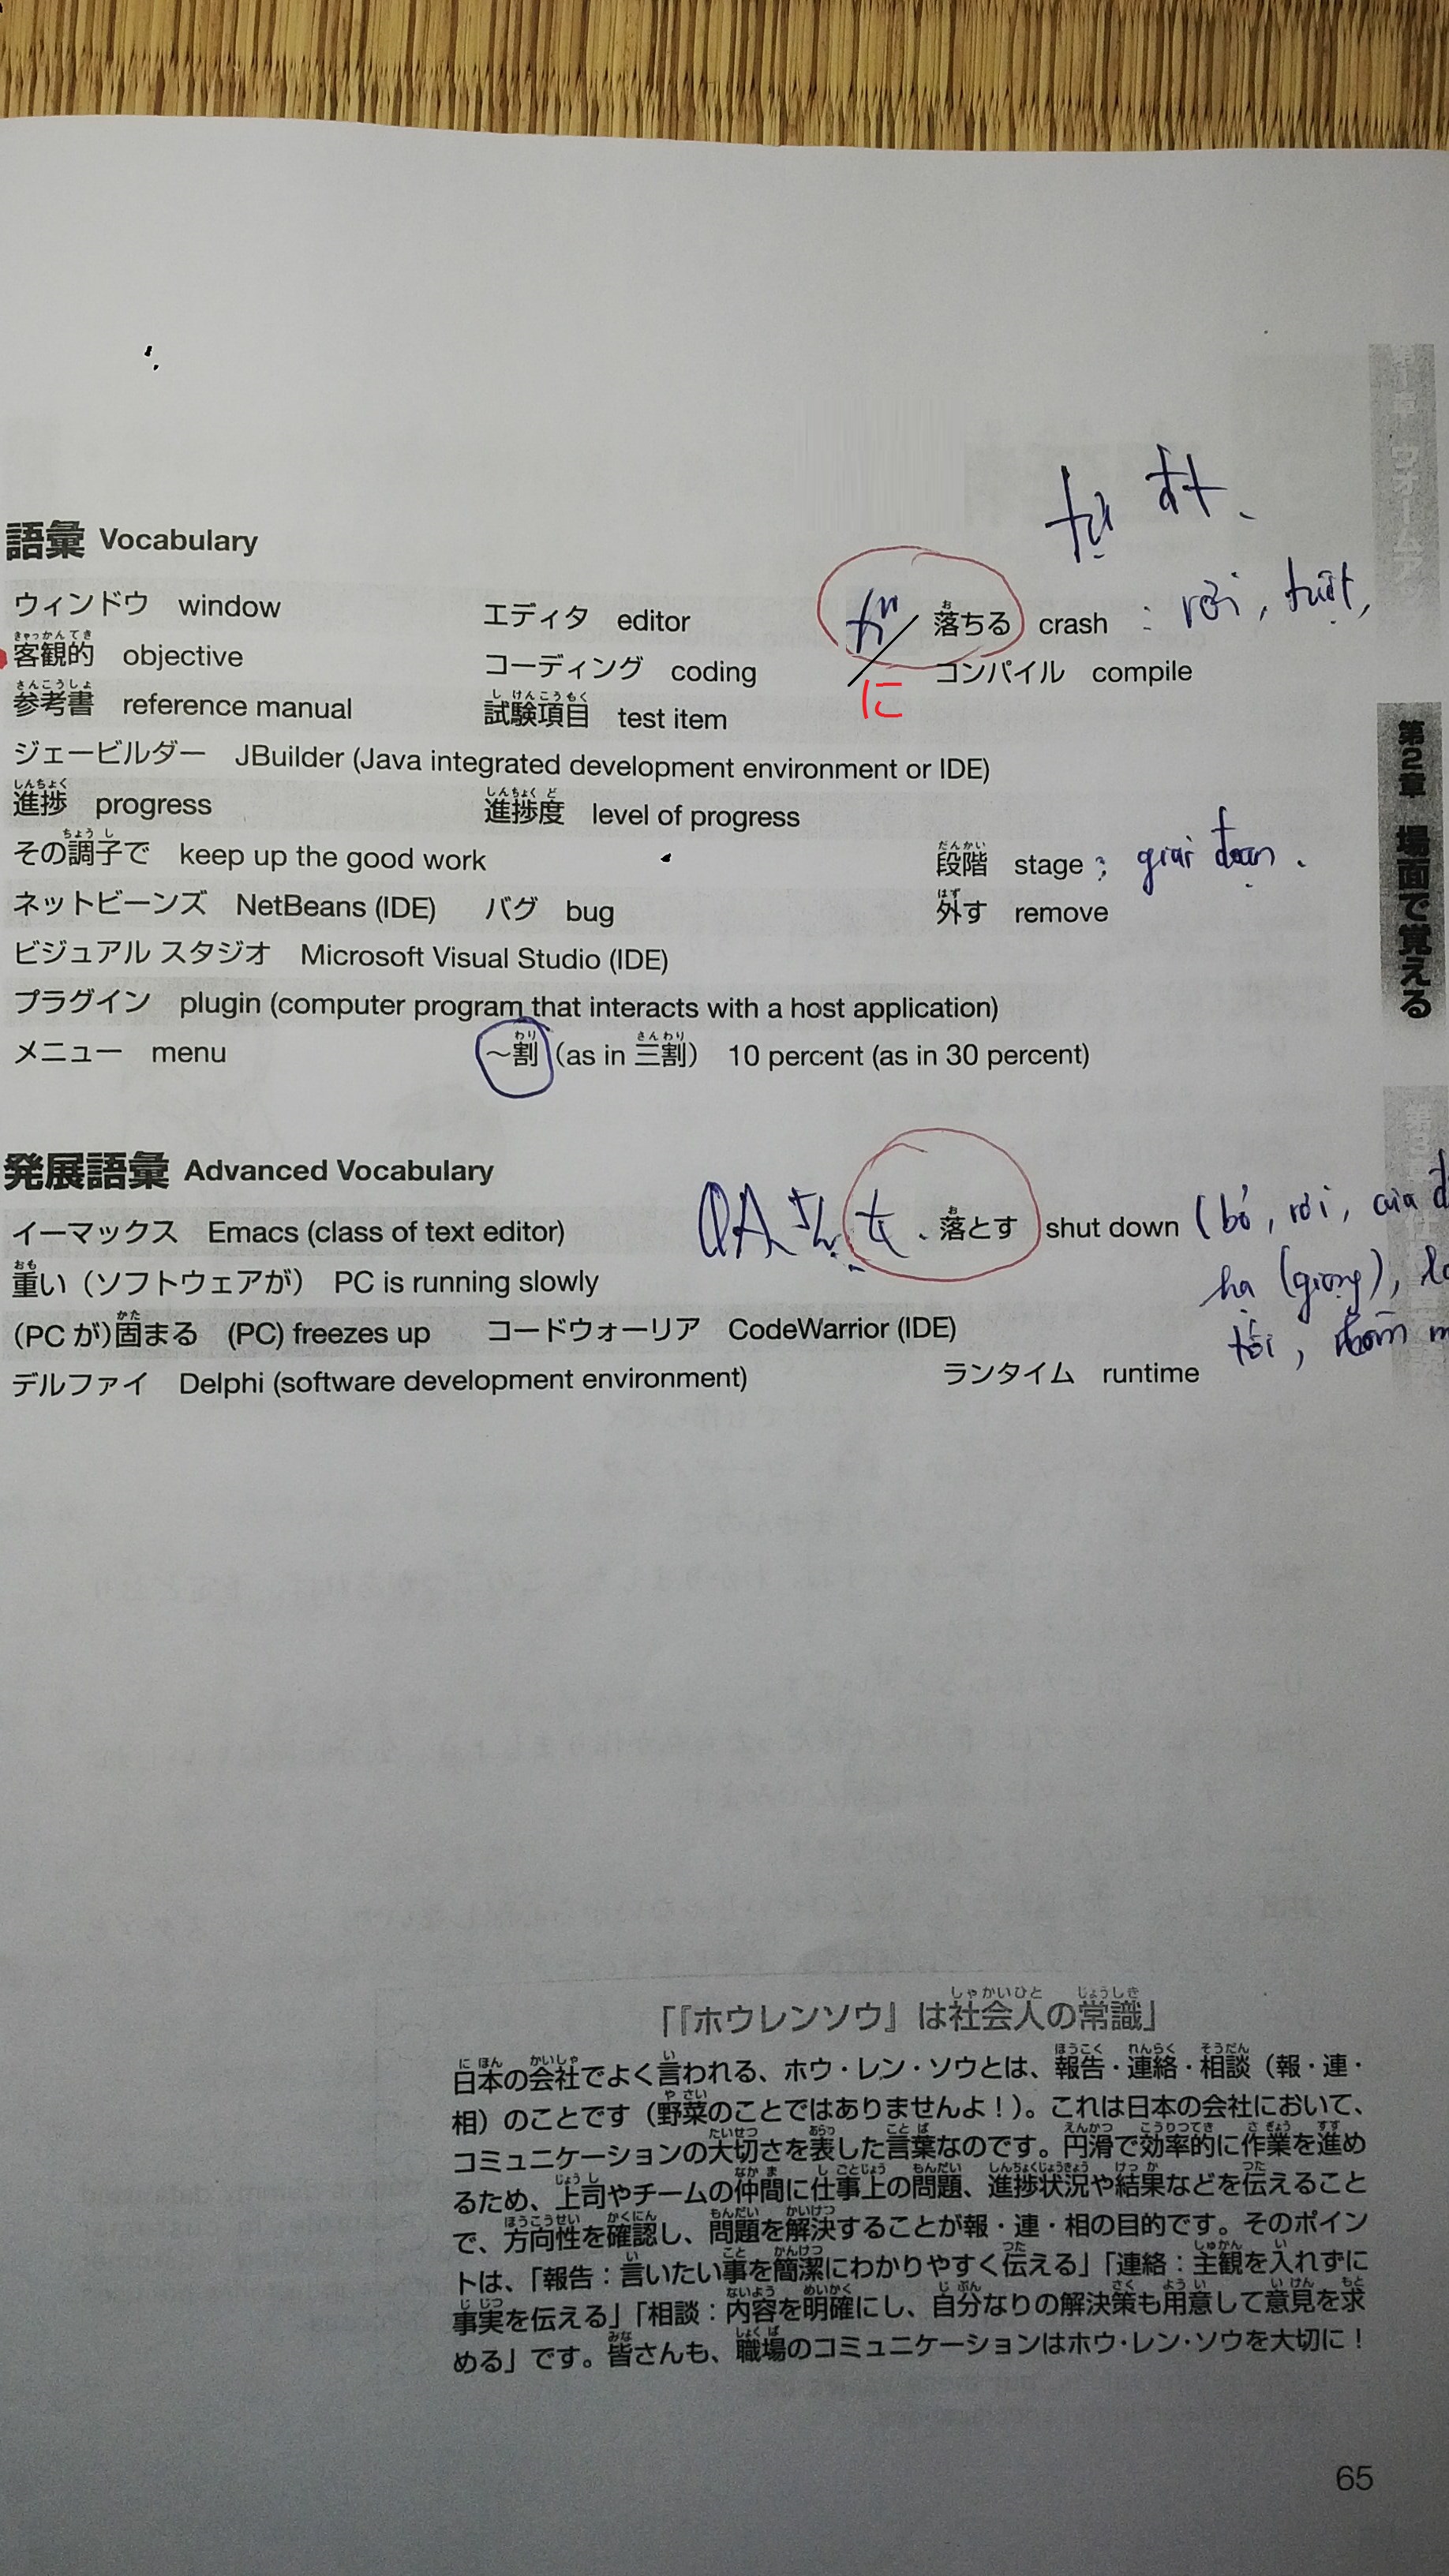 第1章 ウォームアップ
語彙 Vocabulary
tự
ウィンドウ window エディタ editor が/に 落ちる crash : rơi, tuột,
客観的 objective コーディング coding コンパイル compile
参考書 reference manual 試験項目 test item
ジェービルダー JBuilder (Java integrated development environment or IDE)
進捗 progress 進捗度 level of progress
その調子で keep up the good work 段階 stage : giai đoạn.
ネットビーンズ NetBeans (IDE) バグ bug 外す remove
ビジュアル スタジオ Microsoft Visual Studio (IDE)
プラグイン plugin (computer program that interacts with a host application)
メニュー menu ～割 (as in 三割) 10 percent (as in 30 percent)
第2章 場面で覚える
発展語彙 Advanced Vocabulary
イーマックス Emacs (class of text editor) を 落とす shut down (bỏ, rơi,
重い（ソフトウェアが） PC is running slowly hạ (giọng),
(PCが)固まる (PC) freezes up コードウォーリア CodeWarrior (IDE) tối,
デルファイ Delphi (software development environment) ランタイム runtime
「『ホウレンソウ』は社会人の常識」
日本の会社でよく言われる、ホウ・レン・ソウとは、報告・連絡・相談（報・連・
相）のことです（野菜のことではありませんよ！）。これは日本の会社において、
コミュニケーションの大切さを表した言葉なのです。円滑で効率的に作業を進め
るため、上司やチームの仲間に仕事上の問題、進捗状況や結果などを伝えること
で、方向性を確認し、問題を解決することが報・連・相の目的です。そのポイン
トは、「報告：言いたい事を簡潔にわかりやすく伝える」「連絡：主観を入れずに
事実を伝える」「相談：内容を明確にし、自分なりの解決策も用意して意見を求
める」です。皆さんも、職場のコミュニケーションはホウ・レン・ソウを大切に！
65